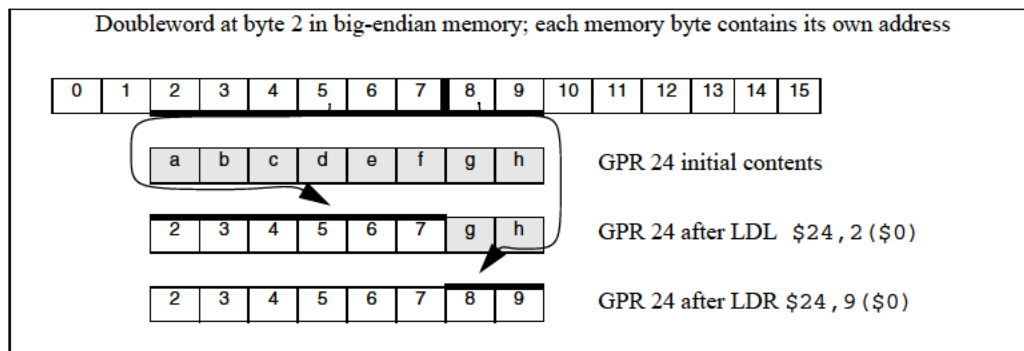 Doubleword at byte 2 in big-endian memory; each memory byte contains its own address
0 1 2 3 4 5 6 7 8 9 10 11 12 13 14 15
a b c d e f g h GPR 24 initial contents
2 3 4 5 6 7 g h GPR 24 after LDL $24,2($0)
2 3 4 5 6 7 8 9 GPR 24 after LDR $24,9($0)